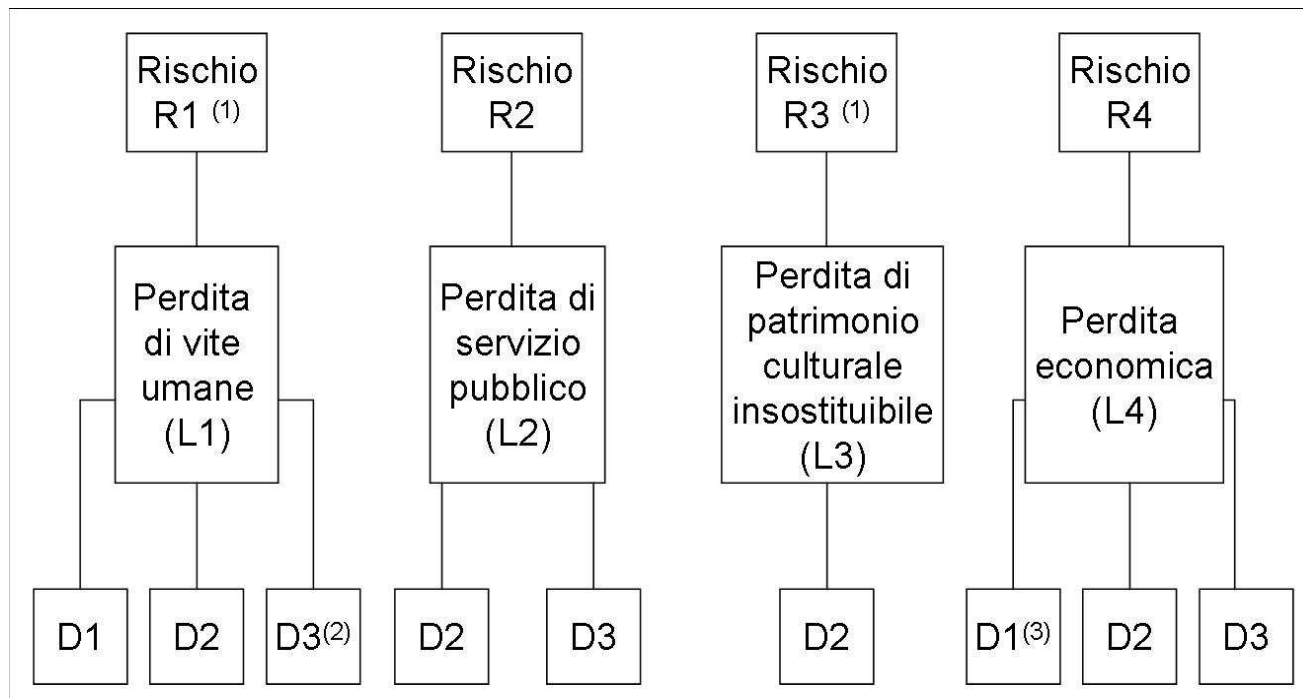 Rischio
R1 (1)
Rischio
R2
Rischio
R3 (1)
Rischio
R4
Perdita
di vite
umane
(L1)
Perdita di
servizio
pubblico
(L2)
Perdita di
patrimonio
culturale
insostituibile
(L3)
Perdita
economica
(L4)
D1
D2
D3(2)
D2
D3
D2
D1(3)
D2
D3